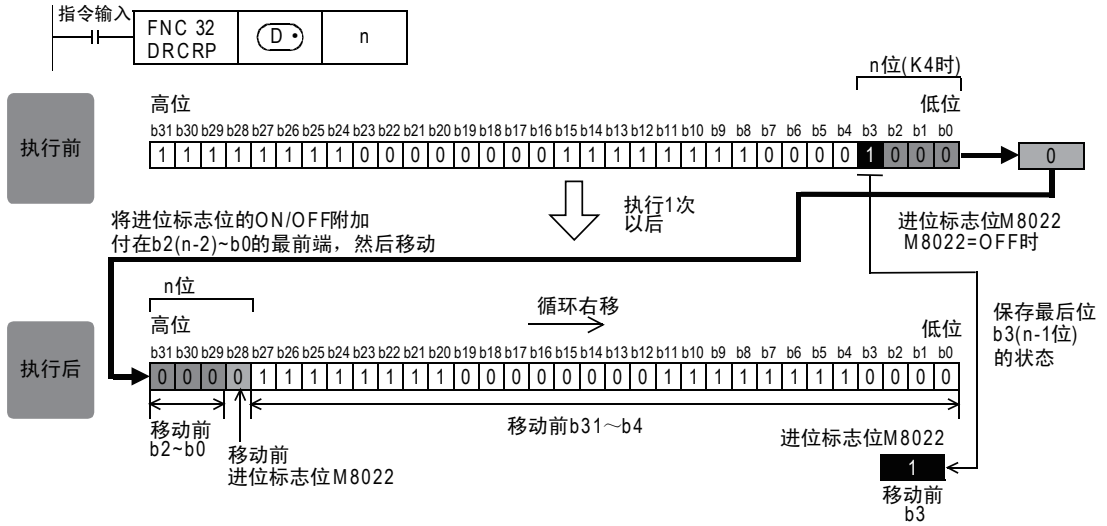 指令输入
FNC 32
DRCRP
D·
n
n位(K4时)
高位
低位
b31 b30 b29 b28 b27 b26 b25 b24 b23 b22 b21 b20 b19 b18 b17 b16 b15 b14 b13 b12 b11 b10 b9 b8 b7 b6 b5 b4 b3 b2 b1 b0
执行前
1 1 1 1 1 1 1 1 0 0 0 0 0 0 0 0 1 1 1 1 1 1 1 1 0 0 0 0 1 0 0 0
0
执行1次
以后
进位标志位M8022
M8022=OFF时
将进位标志位的ON/OFF附加
付在b2(n-2)~b0的最前端，然后移动
n位
循环右移
高位
低位
保存最后位
b3(n-1位)
的状态
b31 b30 b29 b28 b27 b26 b25 b24 b23 b22 b21 b20 b19 b18 b17 b16 b15 b14 b13 b12 b11 b10 b9 b8 b7 b6 b5 b4 b3 b2 b1 b0
执行后
0 0 0 0 1 1 1 1 1 1 1 1 0 0 0 0 0 0 0 0 1 1 1 1 1 1 1 1 0 0 0 0
移动前
b2~b0
移动前
进位标志位M8022
移动前b31～b4
进位标志位M8022
1
移动前
b3